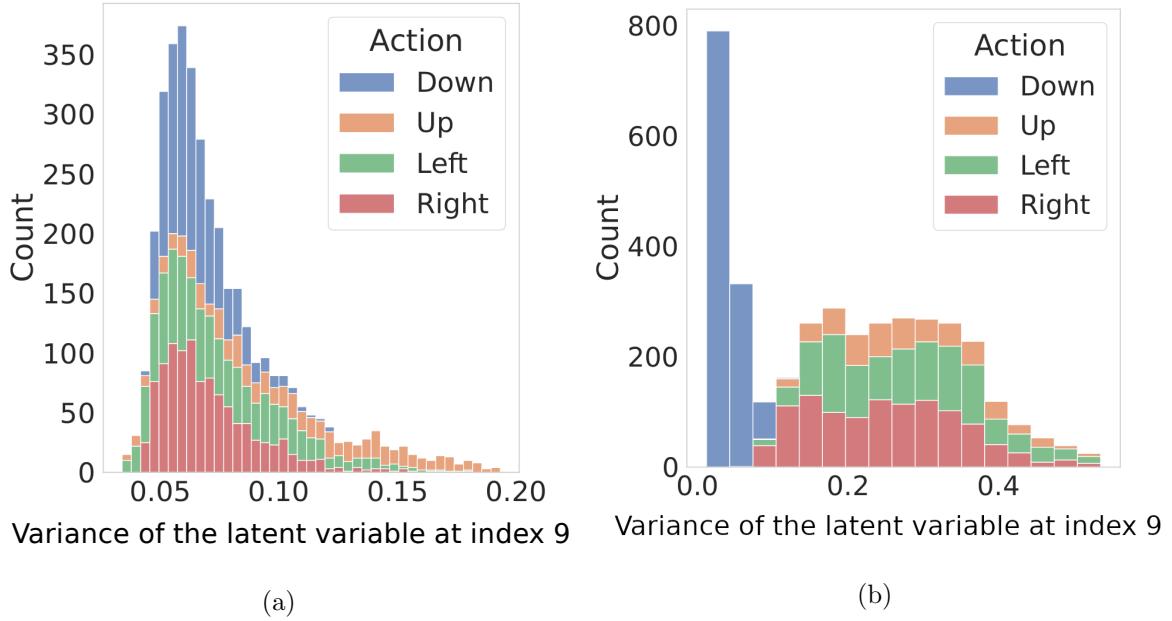 350
300
250
200
150
100
50
0
Count
0.05
0.10
0.15
0.20
Variance of the latent variable at index 9
Action
Down
Up
Left
Right
(a)
800
600
400
200
0
Count
0.0
0.2
0.4
Variance of the latent variable at index 9
Action
Down
Up
Left
Right
(b)